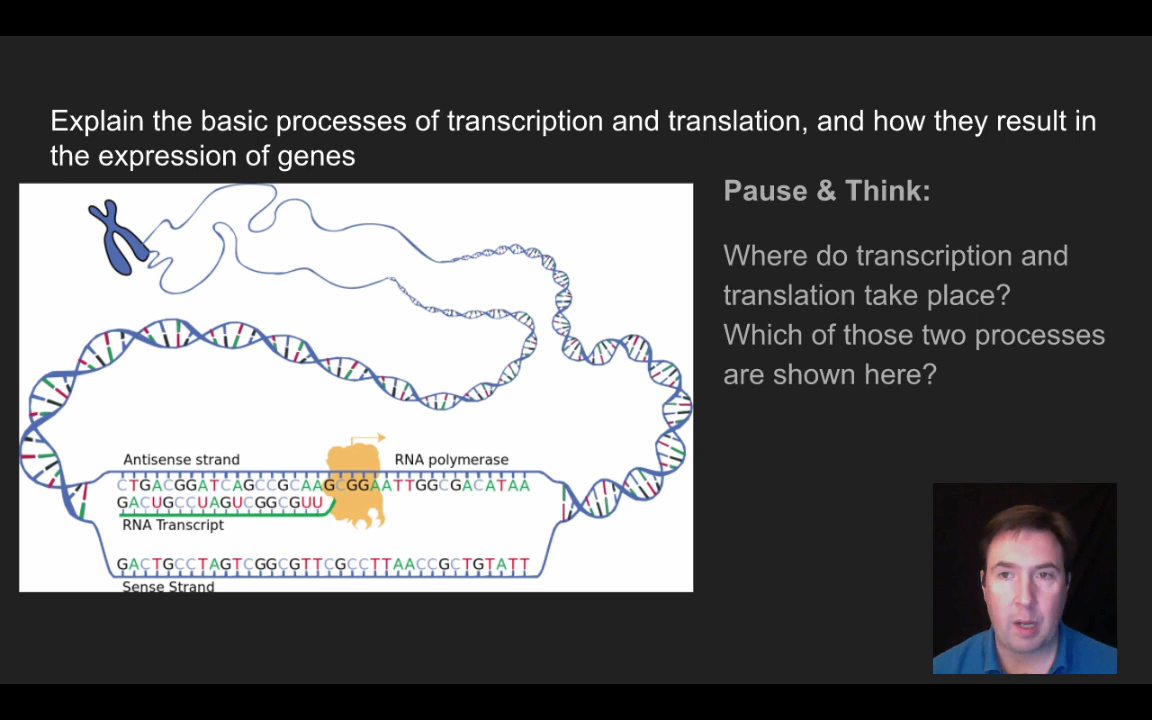 Explain the basic processes of transcription and translation, and how they result in
the expression of genes
Pause & Think:
Where do transcription and
translation take place?
Which of those two processes
are shown here?
Antisense strand
RNA polymerase
CTGACGGATCAGCCGCAAGCGGAATTGGCGACATAA
GACUGCCUAGUCGGCGUU
RNA Transcript
GACTGCCTAGTCGGCGTTCGCCTTAACCGCTGTATT
Sense Strand